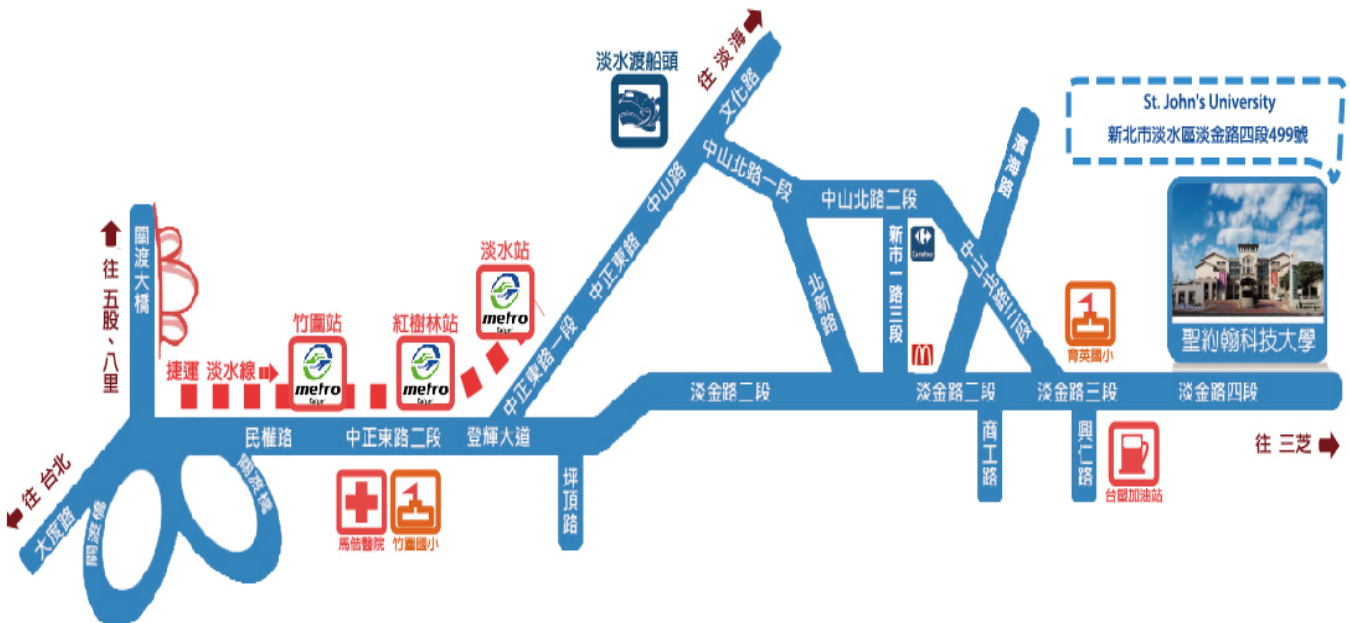 往 淡海
淡水渡船頭
文化路
St. John's University
新北市淡水區淡金路四段499號
中山北路一段
中山路
濱海路
中山北路二段
關渡大橋
往 五股、八里
淡水站
metro
Taipei
中正東路
新市一路三段
Carrefour
中山北路三段
北新路
竹圍站
metro
Taipei
紅樹林站
metro
Taipei
捷運 淡水線
育英國小
聖約翰科技大學
中正東路一段
淡金路二段
淡金路二段
淡金路三段
淡金路四段
民權路
中正東路二段
登輝大道
商工路
興仁路
往 三芝
往 台北
大度路
關渡橋
關渡橋
坪頂路
台塑加油站
馬偕醫院
竹圍國小